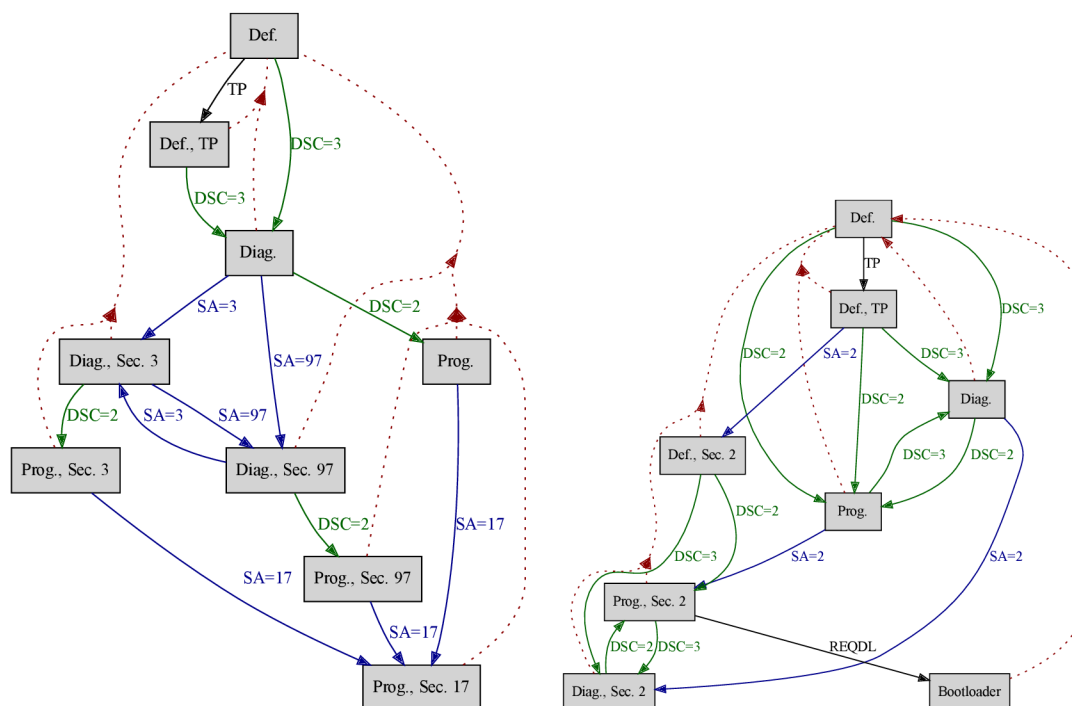 Def.
TP
Def., TP
DSC=3
DSC=3
Diag.
SA=3
DSC=2
SA=97
Diag., Sec. 3
Prog.
DSC=2
SA=3
SA=97
Prog., Sec. 3
Diag., Sec. 97
DSC=2
SA=17
SA=17
Prog., Sec. 97
SA=17
Prog., Sec. 17
Def.
TP
Def., TP
DSC=3
DSC=2
SA=2
DSC=3
Diag.
DSC=2
Def., Sec. 2
DSC=3
DSC=2
DSC=2
Prog.
DSC=3
SA=2
SA=2
Prog., Sec. 2
DSC=2
DSC=3
REQDL
Diag., Sec. 2
Bootloader